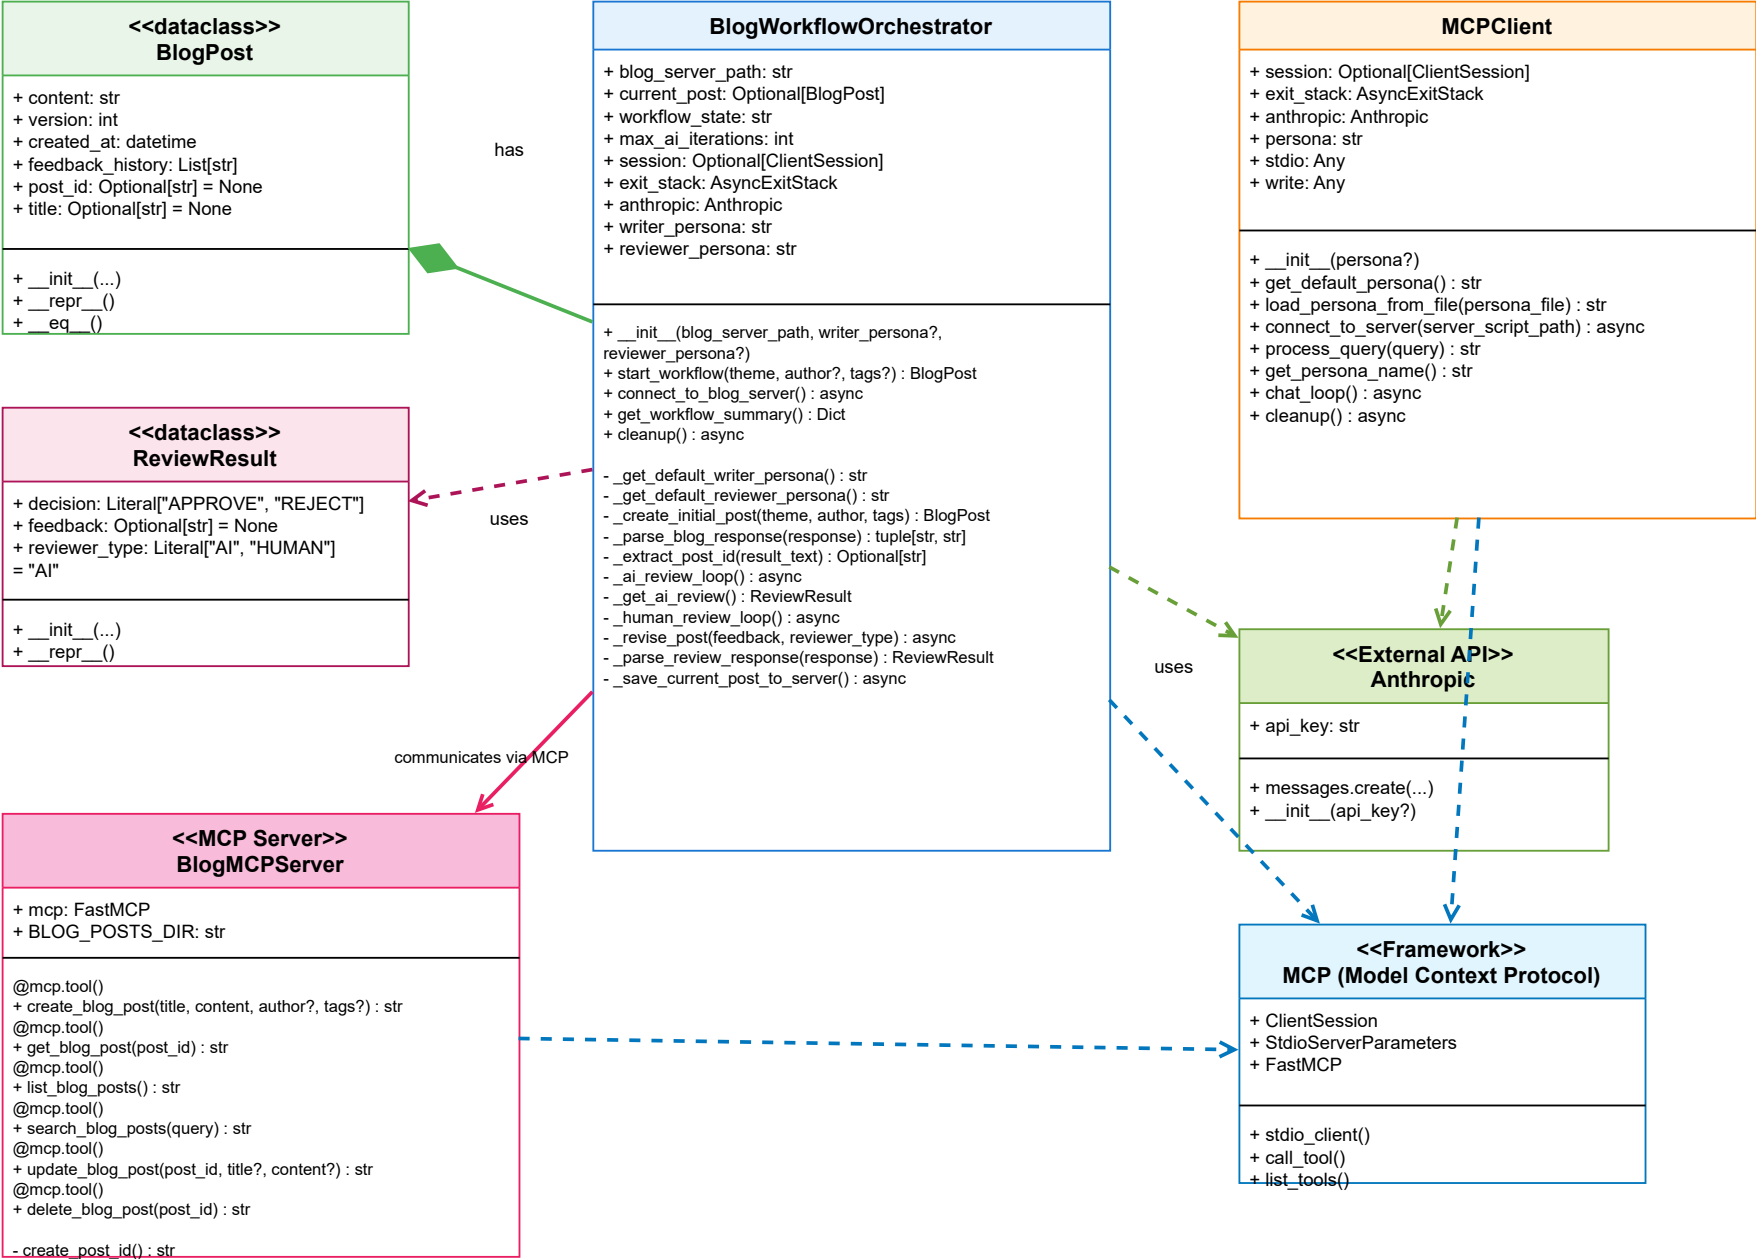 <<dataclass>>
BlogPost
+ content: str
+ version: int
+ created_at: datetime
+ feedback_history: List[str]
+ post_id: Optional[str] = None
+ title: Optional[str] = None
+ __init__(...)
+ __repr__()
+ __eq__()
has
BlogWorkflowOrchestrator
+ blog_server_path: str
+ current_post: Optional[BlogPost]
+ workflow_state: str
+ max_ai_iterations: int
+ session: Optional[ClientSession]
+ exit_stack: AsyncExitStack
+ anthropic: Anthropic
+ writer_persona: str
+ reviewer_persona: str
+ __init__(blog_server_path, writer_persona?,
reviewer_persona?)
+ start_workflow(theme, author?, tags?) : BlogPost
+ connect_to_blog_server() : async
+ get_workflow_summary() : Dict
+ cleanup() : async
- _get_default_writer_persona() : str
- _get_default_reviewer_persona() : str
- _create_initial_post(theme, author, tags) : BlogPost
- _parse_blog_response(response) : tuple[str, str]
- _extract_post_id(result_text) : Optional[str]
- _ai_review_loop() : async
- _get_ai_review() : ReviewResult
- _human_review_loop() : async
- _revise_post(feedback, reviewer_type) : async
- _parse_review_response(response) : ReviewResult
- _save_current_post_to_server() : async
MCPClient
+ session: Optional[ClientSession]
+ exit_stack: AsyncExitStack
+ anthropic: Anthropic
+ persona: str
+ stdio: Any
+ write: Any
+ __init__(persona?)
+ get_default_persona() : str
+ load_persona_from_file(persona_file) : str
+ connect_to_server(server_script_path) : async
+ process_query(query) : str
+ get_persona_name() : str
+ chat_loop() : async
+ cleanup() : async
<<dataclass>>
ReviewResult
+ decision: Literal["APPROVE", "REJECT"]
+ feedback: Optional[str] = None
+ reviewer_type: Literal["AI", "HUMAN"]
= "AI"
+ __init__(...)
+ __repr__()
uses
uses
<<External API>>
Anthropic
+ api_key: str
+ messages.create(...)
+ __init__(api_key?)
communicates via MCP
<<MCP Server>>
BlogMCPServer
+ mcp: FastMCP
+ BLOG_POSTS_DIR: str
@mcp.tool()
+ create_blog_post(title, content, author?, tags?) : str
@mcp.tool()
+ get_blog_post(post_id) : str
@mcp.tool()
+ list_blog_posts() : str
@mcp.tool()
+ search_blog_posts(query) : str
@mcp.tool()
+ update_blog_post(post_id, title?, content?) : str
@mcp.tool()
+ delete_blog_post(post_id) : str
- create_post_id() : str
<<Framework>>
MCP (Model Context Protocol)
+ ClientSession
+ StdioServerParameters
+ FastMCP
+ stdio_client()
+ call_tool()
+ list_tools()